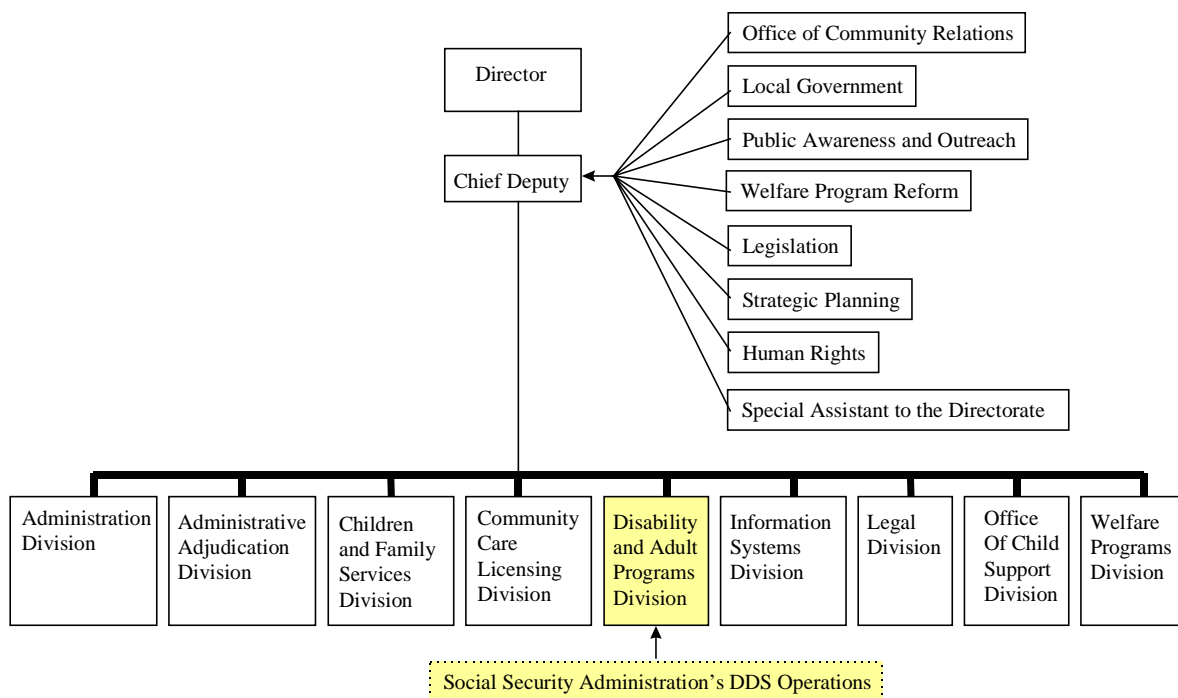 Office of Community Relations
Director
Local Government
Public Awareness and Outreach
Chief Deputy
Welfare Program Reform
Legislation
Strategic Planning
Human Rights
Special Assistant to the Directorate
Administration
Division
Administrative
Adjudication
Division
Children
and Family
Services
Division
Community
Care
Licensing
Division
Disability
and Adult
Programs
Division
Information
Systems
Division
Legal
Division
Office
Of Child
Support
Division
Welfare
Programs
Division
Social Security Administration’s DDS Operations